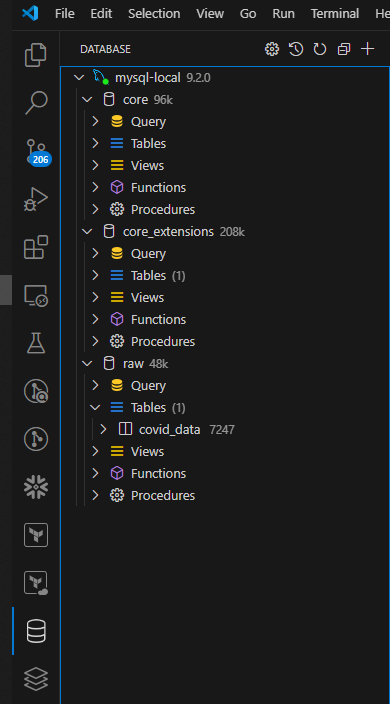 File Edit Selection View Go Run Terminal He
DATABASE
mysql-local 9.2.0
core 96k
Query
Tables
Views
Functions
Procedures
core_extensions 208k
Query
Tables (1)
Views
Functions
Procedures
raw 48k
Query
Tables (1)
covid_data 7247
Views
Functions
Procedures
206